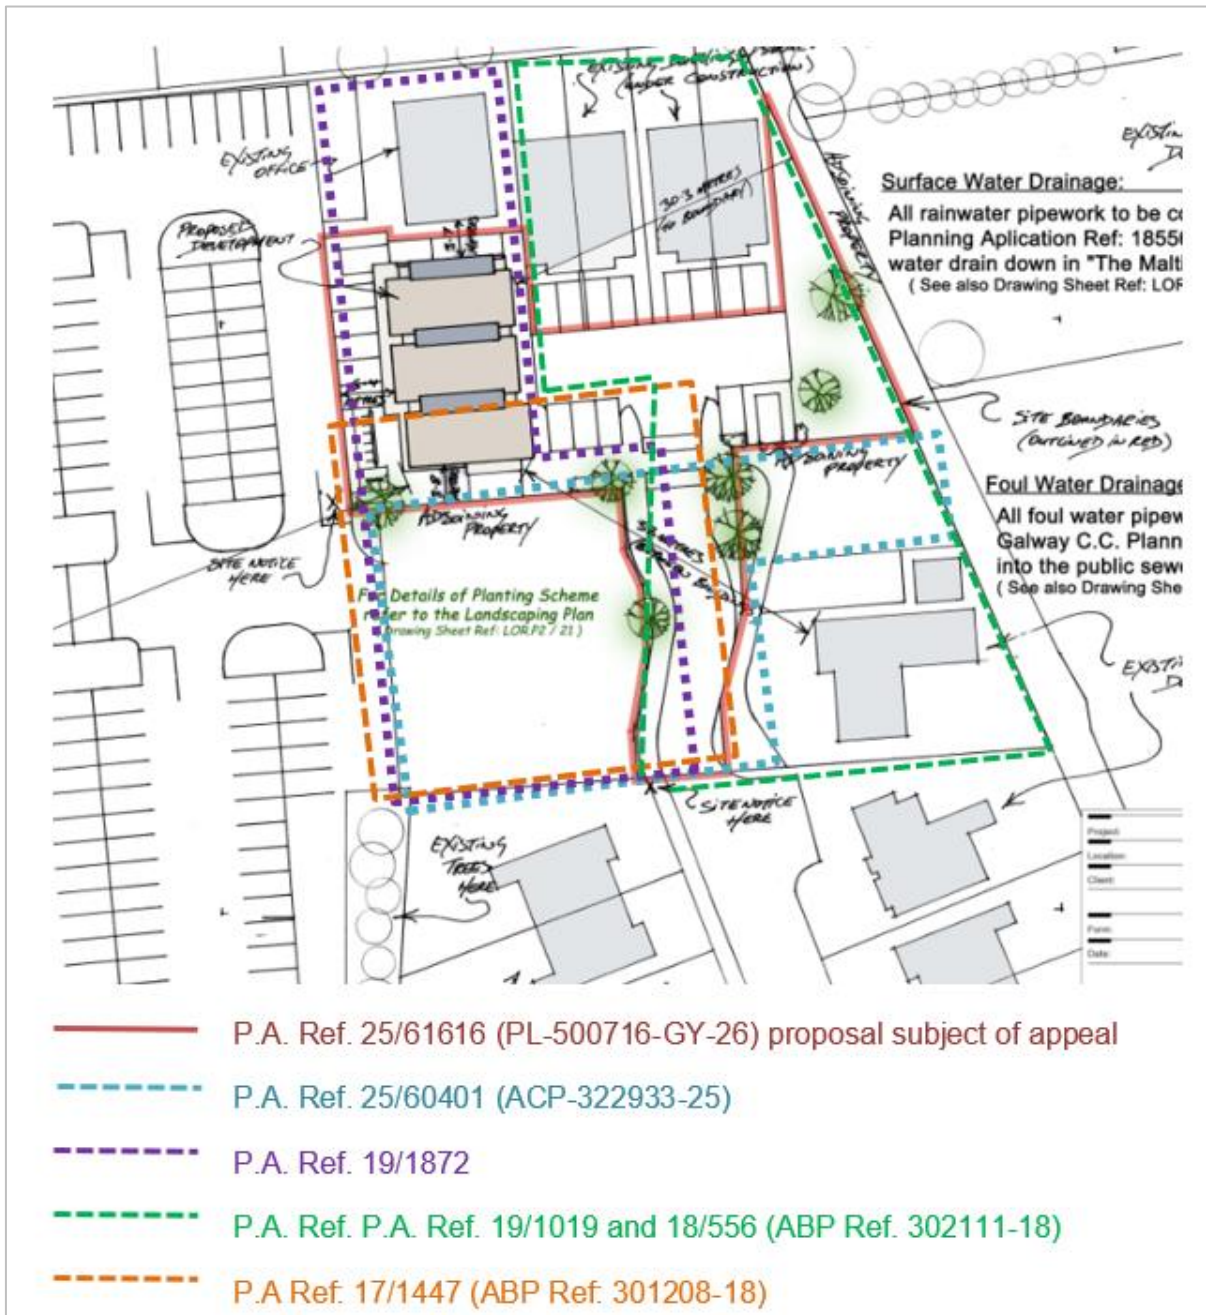 EXISTING
(UNDER CONSTRUCTION)
EXISTING
OFFICE
PROPOSED
DEVELOPMENT
30.3 METRES
TO BOUNDARY
ADJOINING
PROPERTY
Surface Water Drainage:
All rainwater pipework to be co
Planning Aplication Ref: 1855
water drain down in "The Malti
( See also Drawing Sheet Ref: LOR
SITE BOUNDARIES
(OUTLINED IN RED)
ADJOINING
PROPERTY
Foul Water Drainage
All foul water pipew
Galway C.C. Plann
into the public sew
( See also Drawing She
ADJOINING
PROPERTY
SITE NOTICE
HERE
For Details of Planting Scheme
refer to the Landscaping Plan
Drawing Sheet Ref: LOR.P2 / 21 )
METRES
SITE NOTICE
HERE
EXISTING
TREES
HERE
Project:
Location:
Client:
Date:
P.A. Ref. 25/61616 (PL-500716-GY-26) proposal subject of appeal
P.A. Ref. 25/60401 (ACP-322933-25)
P.A. Ref. 19/1872
P.A. Ref. P.A. Ref. 19/1019 and 18/556 (ABP Ref. 302111-18)
P.A Ref: 17/1447 (ABP Ref: 301208-18)